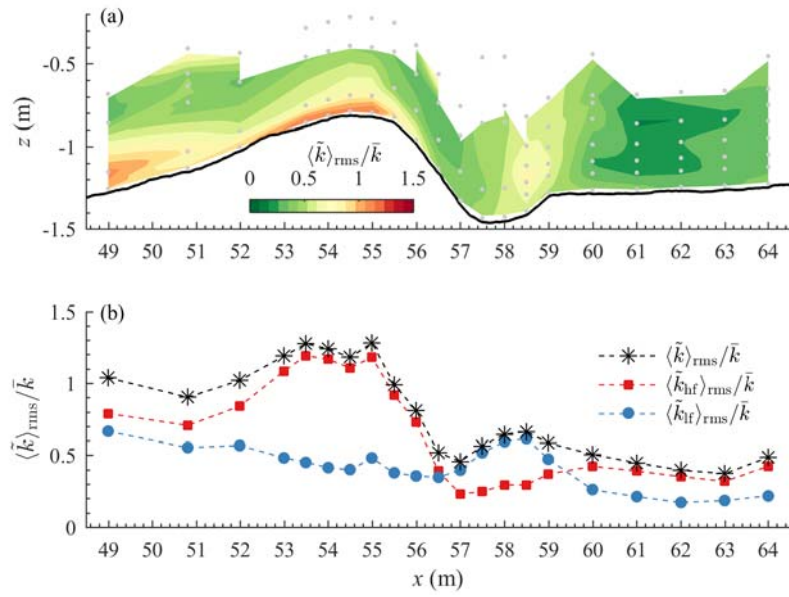 (a)
-0.5
-1
-1.5
z (m)
⟨k̃⟩rms/k̄
0 0.5 1 1.5
49 50 51 52 53 54 55 56 57 58 59 60 61 62 63 64
(b)
1.5
1
0.5
0
⟨k̃⟩rms/k̄
⟨k̃⟩rms/k̄
⟨k̃hf⟩rms/k̄
⟨k̃lf⟩rms/k̄
49 50 51 52 53 54 55 56 57 58 59 60 61 62 63 64
x (m)